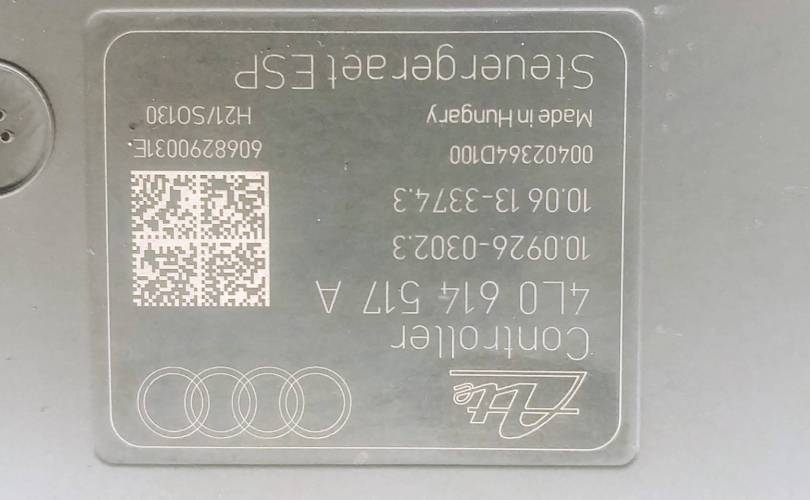 Ate
Controller
4L0 614 517 A
10.0926-0302.3
10.06 13-3374.3
00402364D100
6068290031E
Made in Hungary
H21/SO130
Steuergeraet ESP